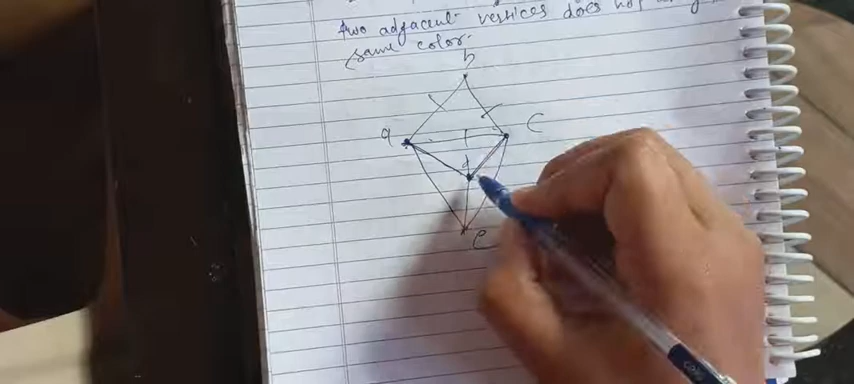 two adjacent vertices does not
same color.
b
a
c
d
e